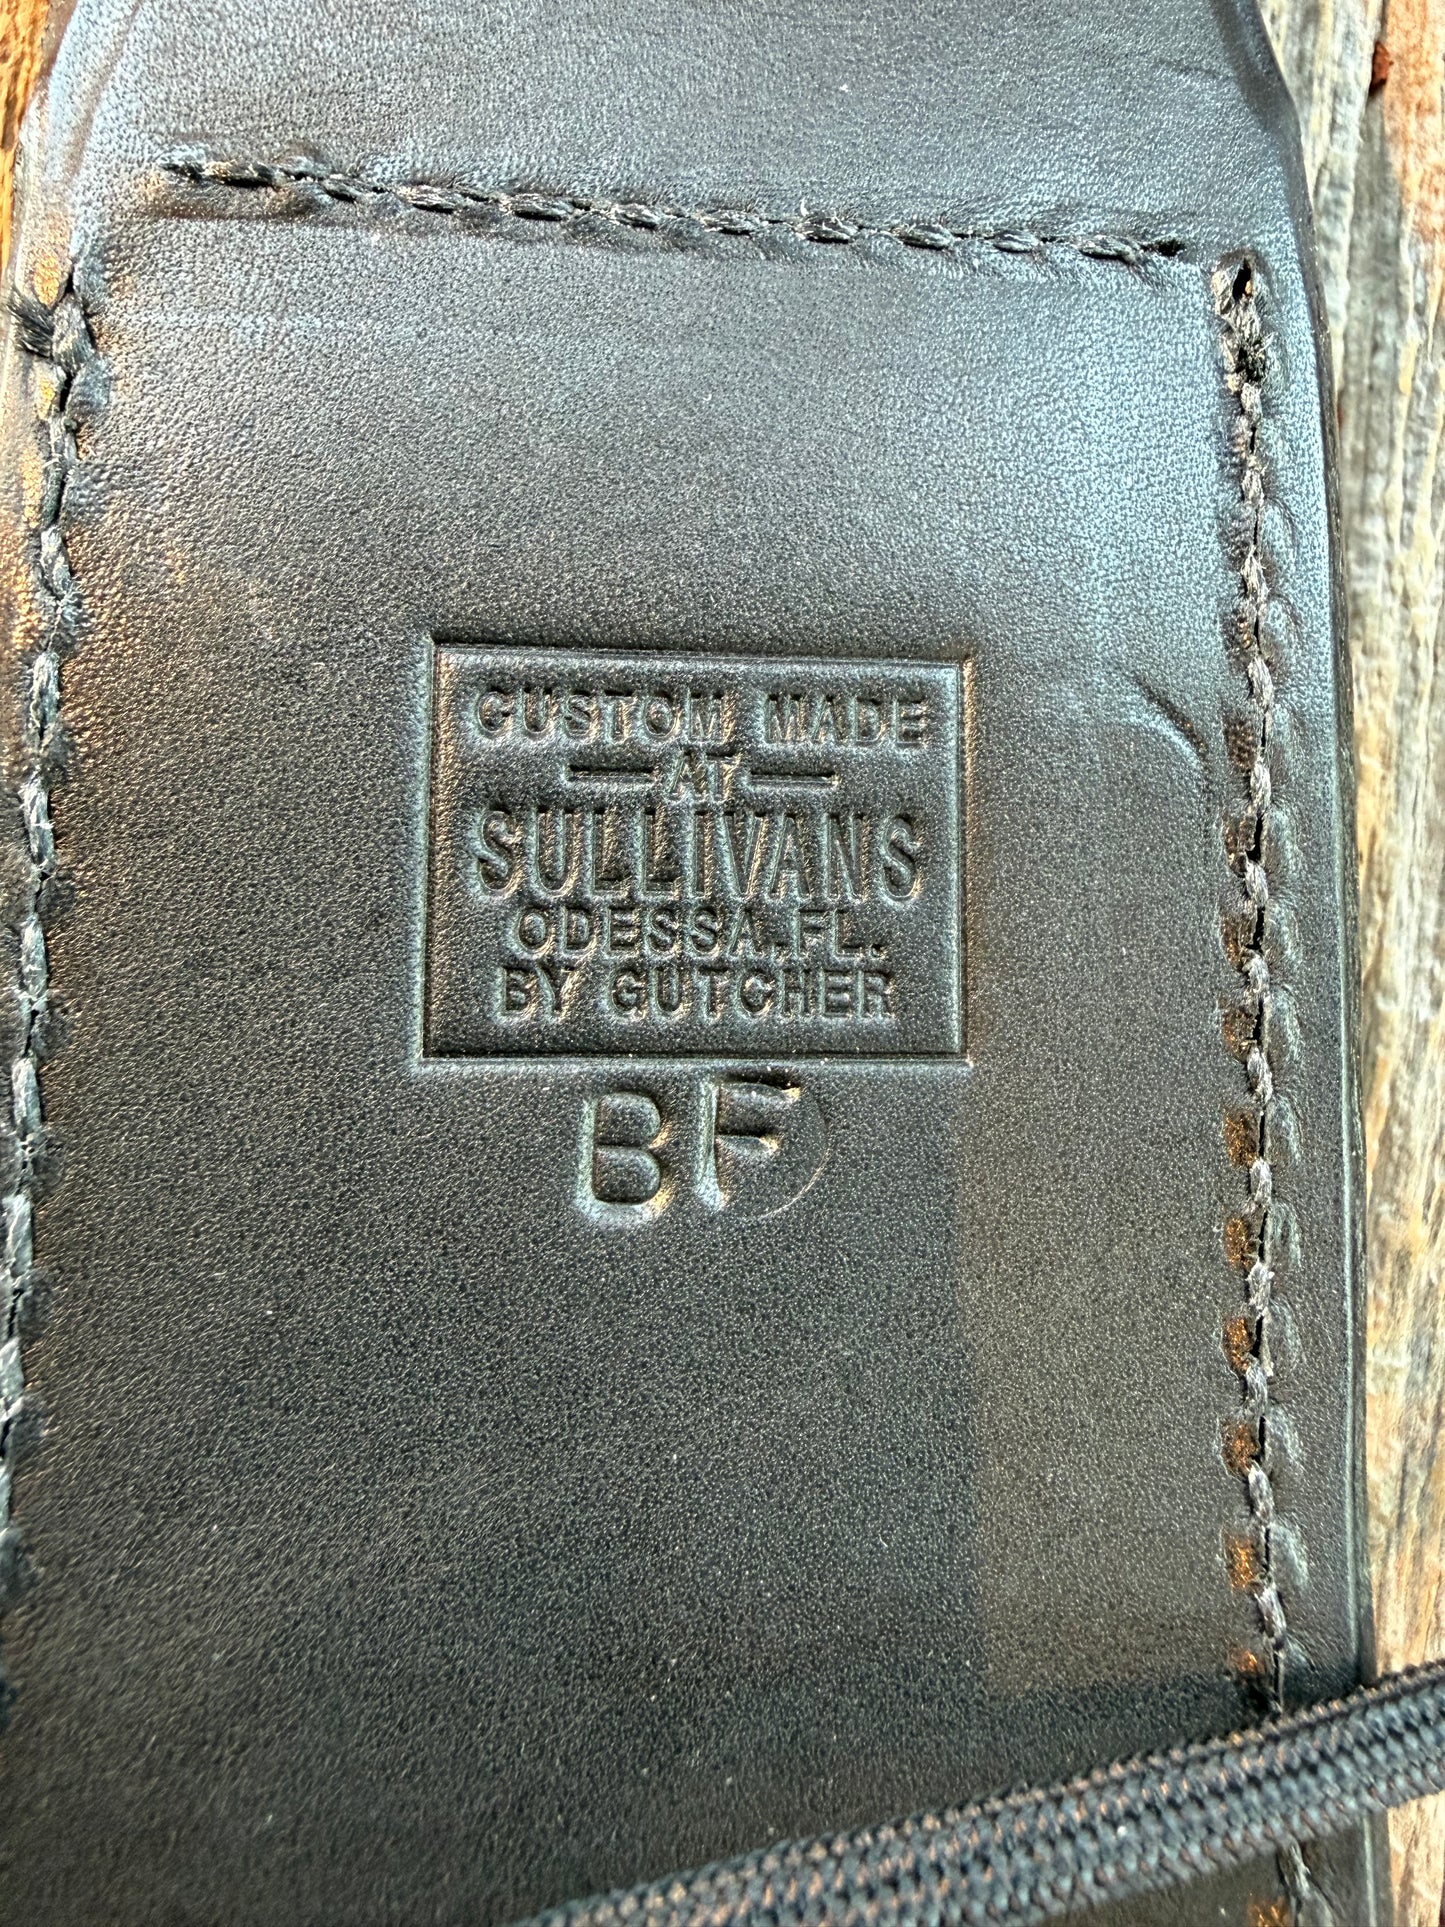 CUSTOM MADE
AT
SULLIVANS
ODESSA, FL.
BY GUTCHER
BF